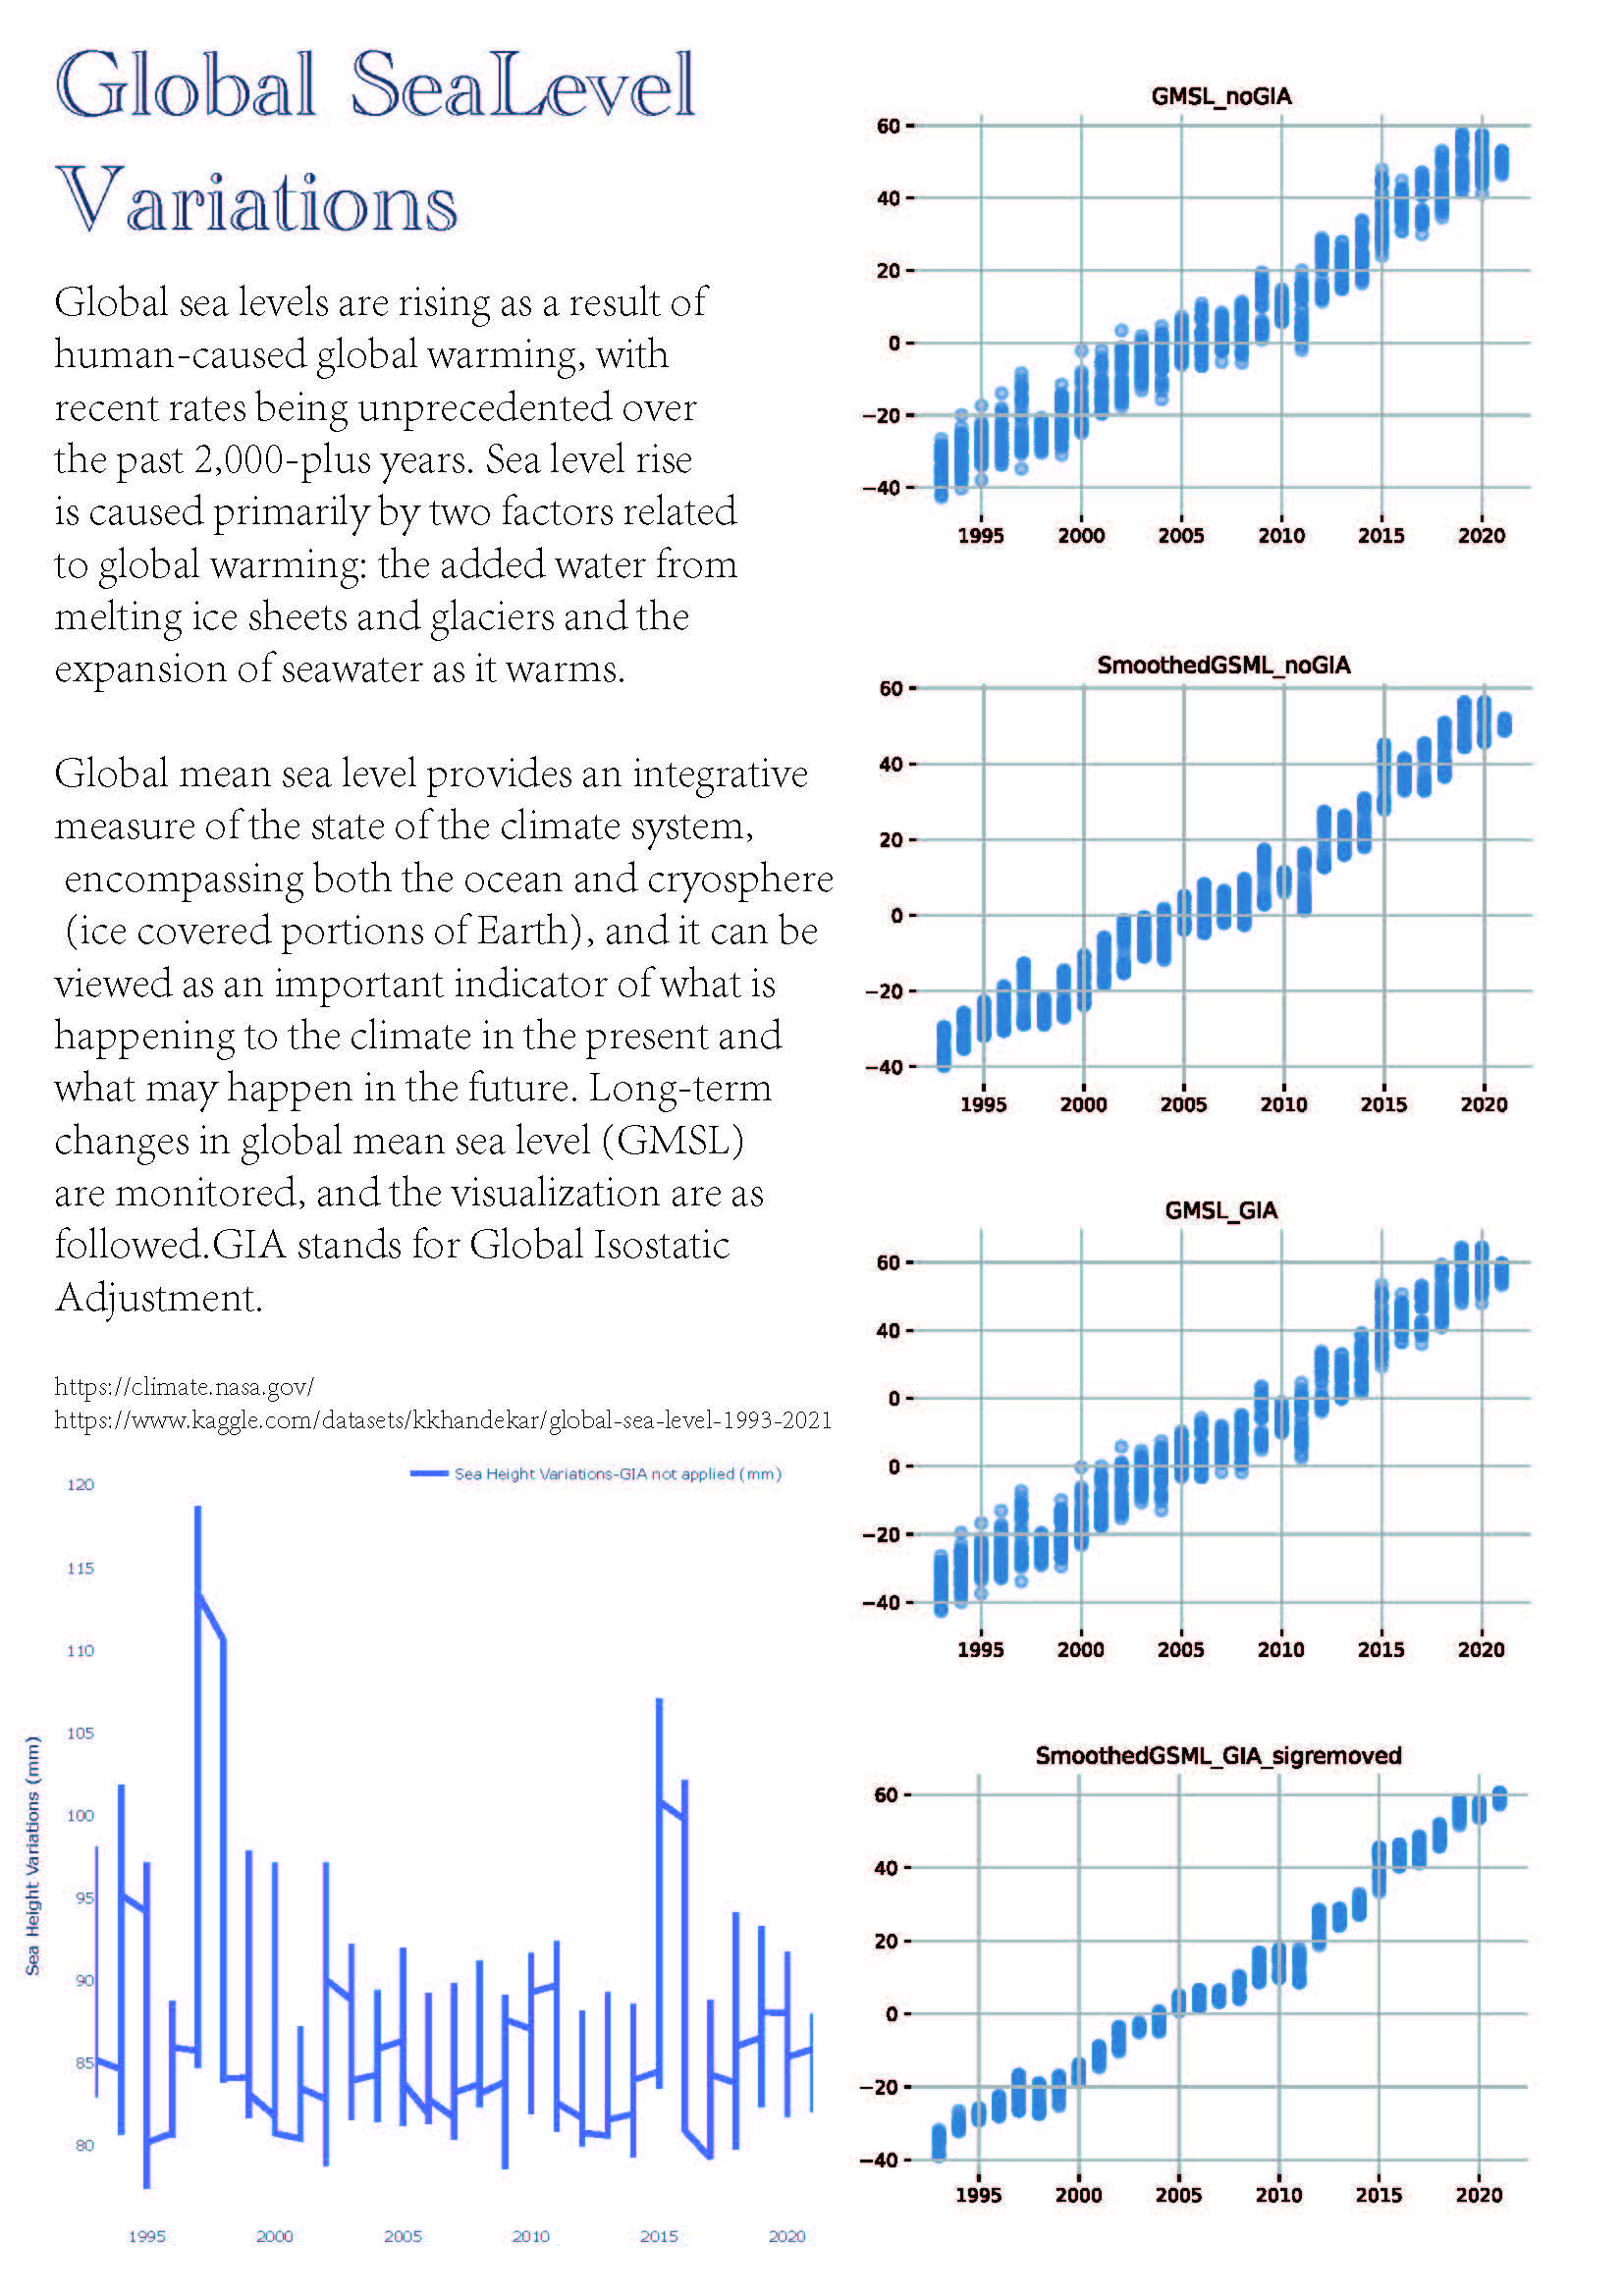 Global SeaLevel
Variations
Global sea levels are rising as a result of
human-caused global warming, with
recent rates being unprecedented over
the past 2,000-plus years. Sea level rise
is caused primarily by two factors related
to global warming: the added water from
melting ice sheets and glaciers and the
expansion of seawater as it warms.
Global mean sea level provides an integrative
measure of the state of the climate system,
encompassing both the ocean and cryosphere
(ice covered portions of Earth), and it can be
viewed as an important indicator of what is
happening to the climate in the present and
what may happen in the future. Long-term
changes in global mean sea level (GMSL)
are monitored, and the visualization are as
followed.GIA stands for Global Isostatic
Adjustment.
https://climate.nasa.gov/
https://www.kaggle.com/datasets/kkhandekar/global-sea-level-1993-2021
Sea Height Variations-GIA not applied (mm)
Sea Height Variations (mm)
120
115
110
105
100
95
90
85
80
1995 2000 2005 2010 2015 2020
GMSL_noGIA
60
40
20
0
−20
−40
1995 2000 2005 2010 2015 2020
SmoothedGSML_noGIA
60
40
20
0
−20
−40
1995 2000 2005 2010 2015 2020
GMSL_GIA
60
40
0
0
−20
−40
1995 2000 2005 2010 2015 2020
SmoothedGSML_GIA_sigremoved
60
40
20
0
−20
−40
1995 2000 2005 2010 2015 2020